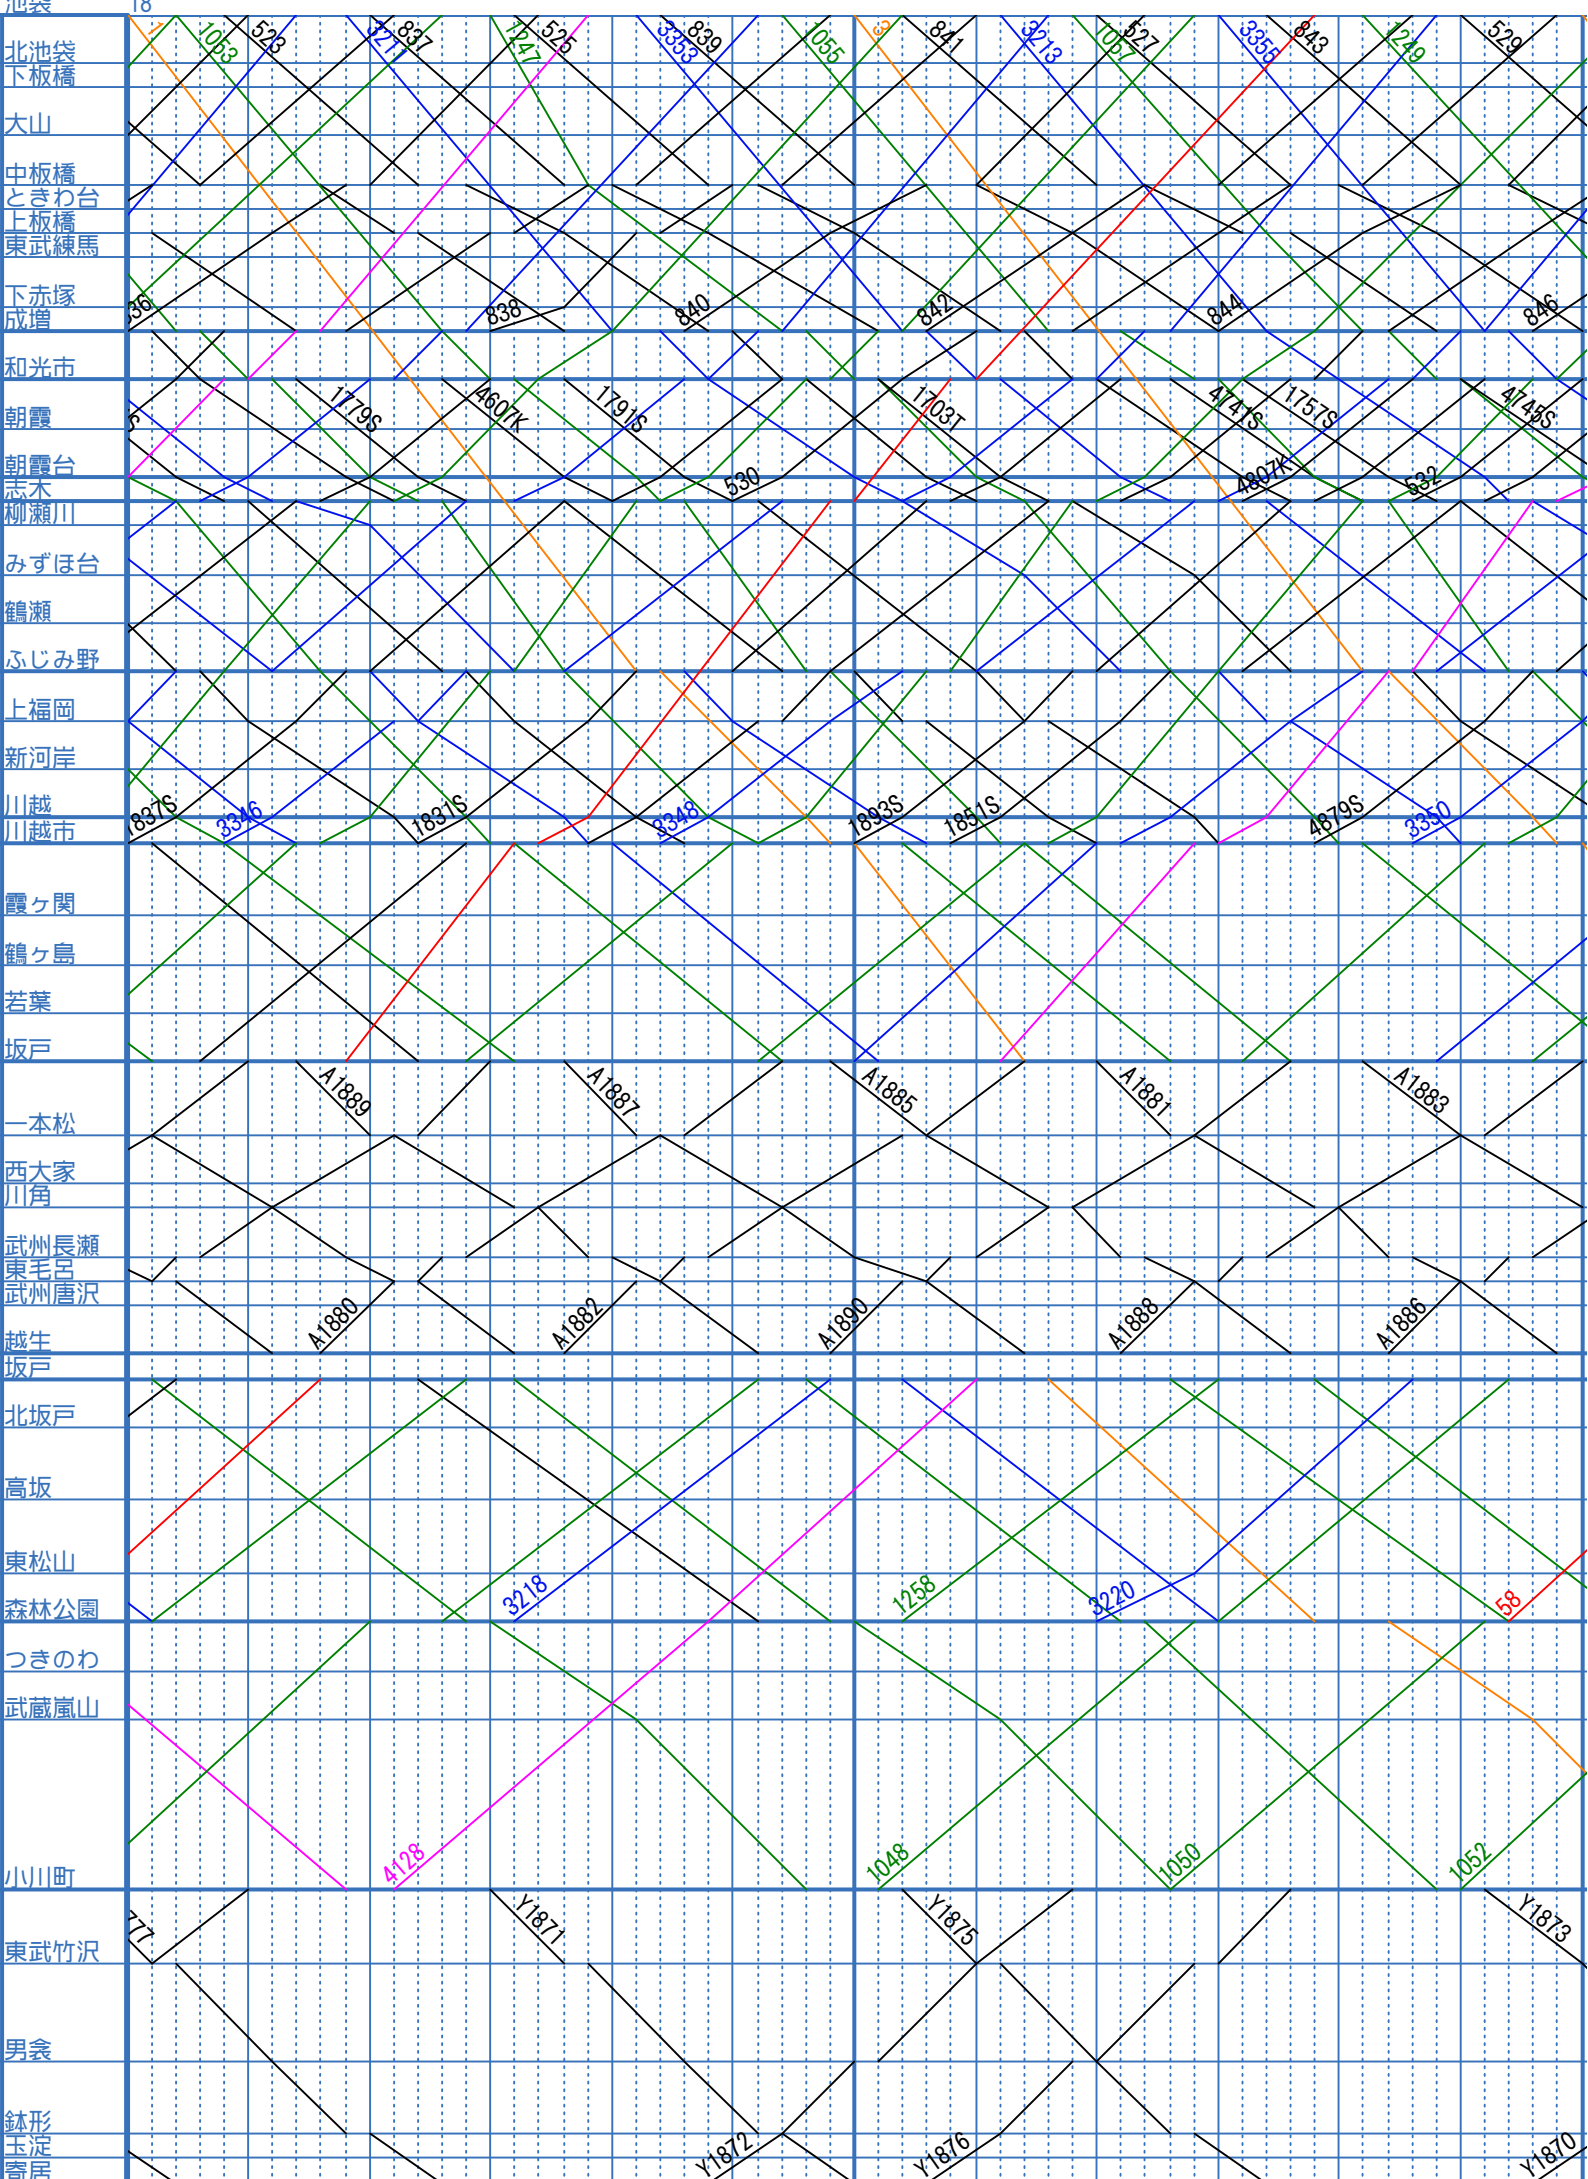 池袋 18
1 1053 523 3211 837 1247 525 3353 839 1055 3 841 3213 1057 527 3355 843 1249 529
北池袋
下板橋
大山
中板橋
ときわ台
上板橋
東武練馬
下赤塚
成増 836 838 840 842 844 846
和光市
朝霞 S 1779S 4607K 1791S 1703T 4741S 1757S 4745S
朝霞台
志木 530 4807K 532
柳瀬川
みずほ台
鶴瀬
ふじみ野
上福岡
新河岸
川越
川越市 1837S 3346 1831S 3348 1893S 1851S 4879S 3350
霞ヶ関
鶴ヶ島
若葉
坂戸
A1889 A1887 A1885 A1881 A1883
一本松
西大家
川角
武州長瀬
東毛呂
武州唐沢
越生 A1880 A1882 A1890 A1888 A1886
坂戸
北坂戸
高坂
東松山
森林公園 3218 1258 3220 58
つきのわ
武蔵嵐山
小川町 4128 1048 1050 1052
777 Y1871 Y1875 Y1873
東武竹沢
男衾
鉢形
玉淀 Y1872 Y1876 Y1870
寄居